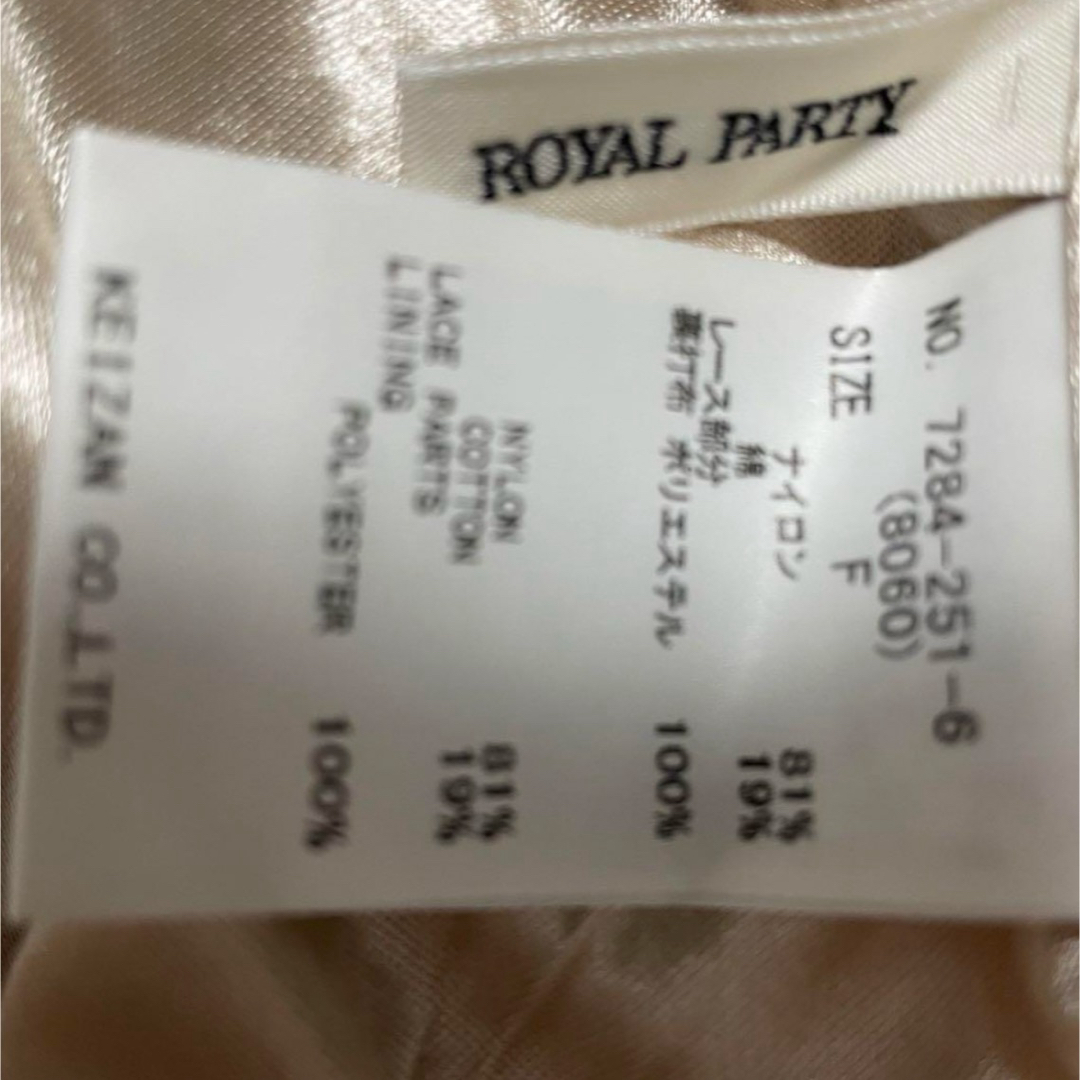 ROYAL PARTY
NO. 7284-251-6
(8060)
SIZE F
ナイロン 81%
綿 19%
レース部分
裏打布 ポリエステル 100%
NYLON 81%
COTTON 19%
LACE PARTS
LINING
POLYESTER 100%
KEIZAN CO.,LTD.